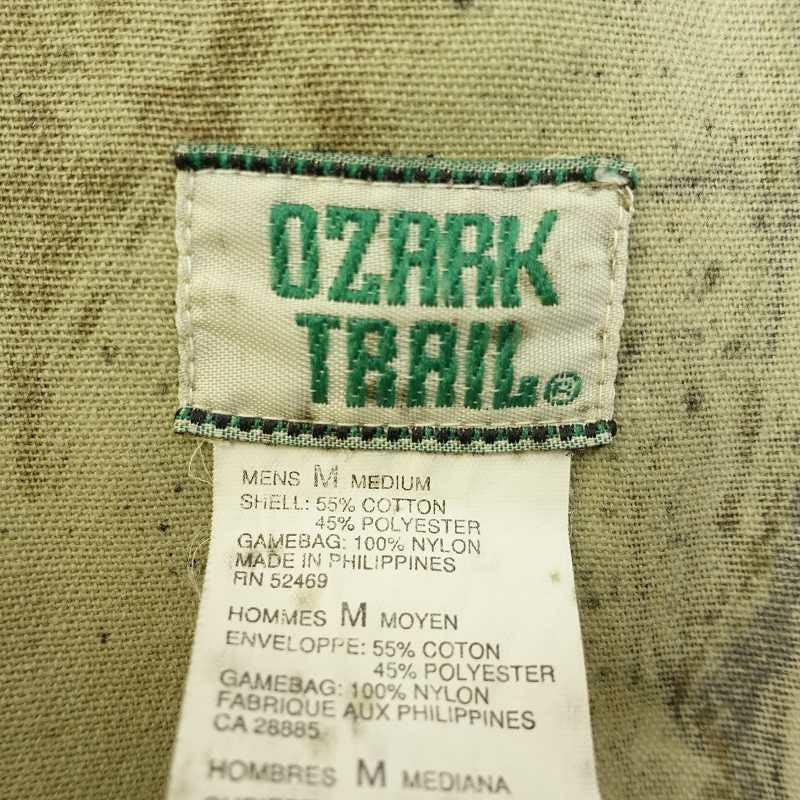 OZARK
TRAIL®
MENS M MEDIUM
SHELL: 55% COTTON
45% POLYESTER
GAMEBAG: 100% NYLON
MADE IN PHILIPPINES
RN 52469
HOMMES M MOYEN
ENVELOPPE: 55% COTON
45% POLYESTER
GAMEBAG: 100% NYLON
FABRIQUE AUX PHILIPPINES
CA 28885
HOMBRES M MEDIANA